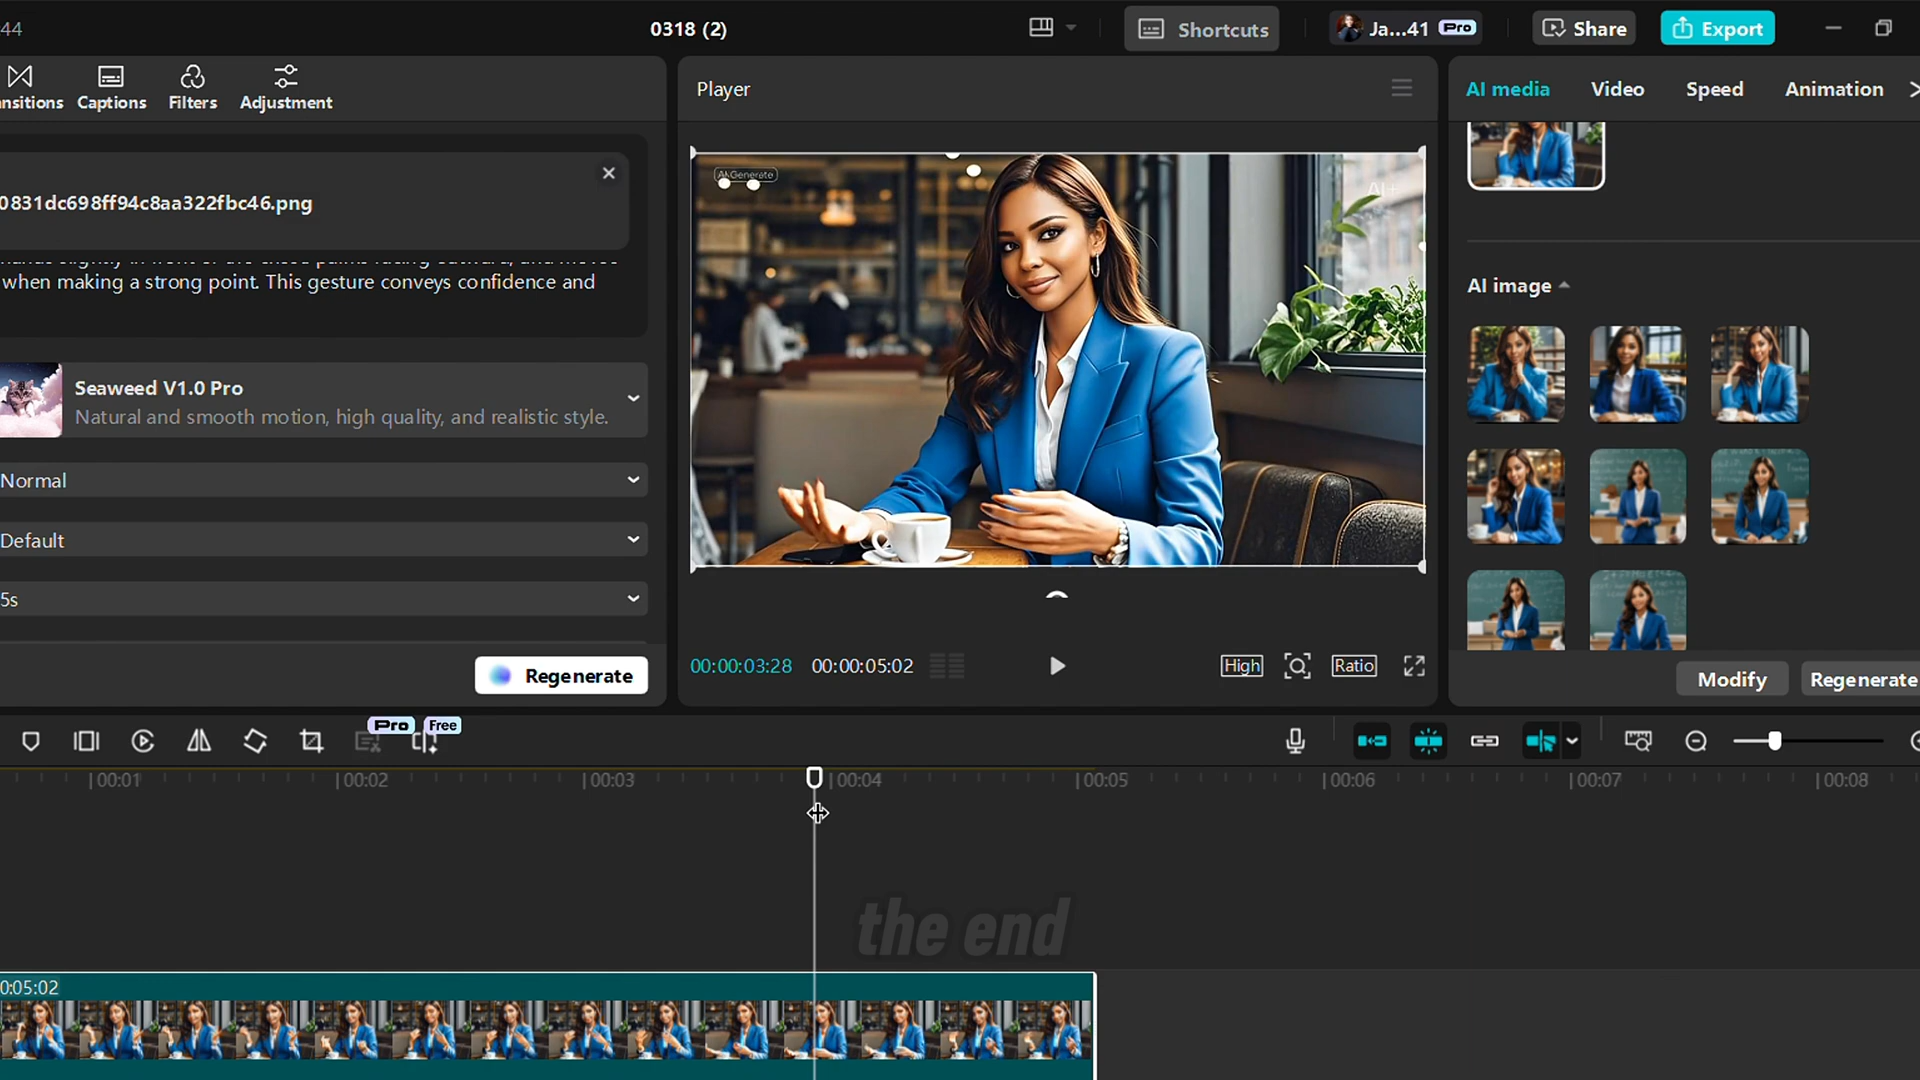 44
0318 (2)
Shortcuts
Ja...41
Pro
Share
Export
nsitions
Captions
Filters
Adjustment
0831dc698ff94c8aa322fbc46.png
when making a strong point. This gesture conveys confidence and
Seaweed V1.0 Pro
Natural and smooth motion, high quality, and realistic style.
Normal
Default
5s
Regenerate
Player
AI Generate
AI+
00:00:03:28
00:00:05:02
High
Ratio
AI media
Video
Speed
Animation
AI image
Modify
Regenerate
Pro
Free
00:01
00:02
00:03
00:04
00:05
00:06
00:07
00:08
the end
0:05:02